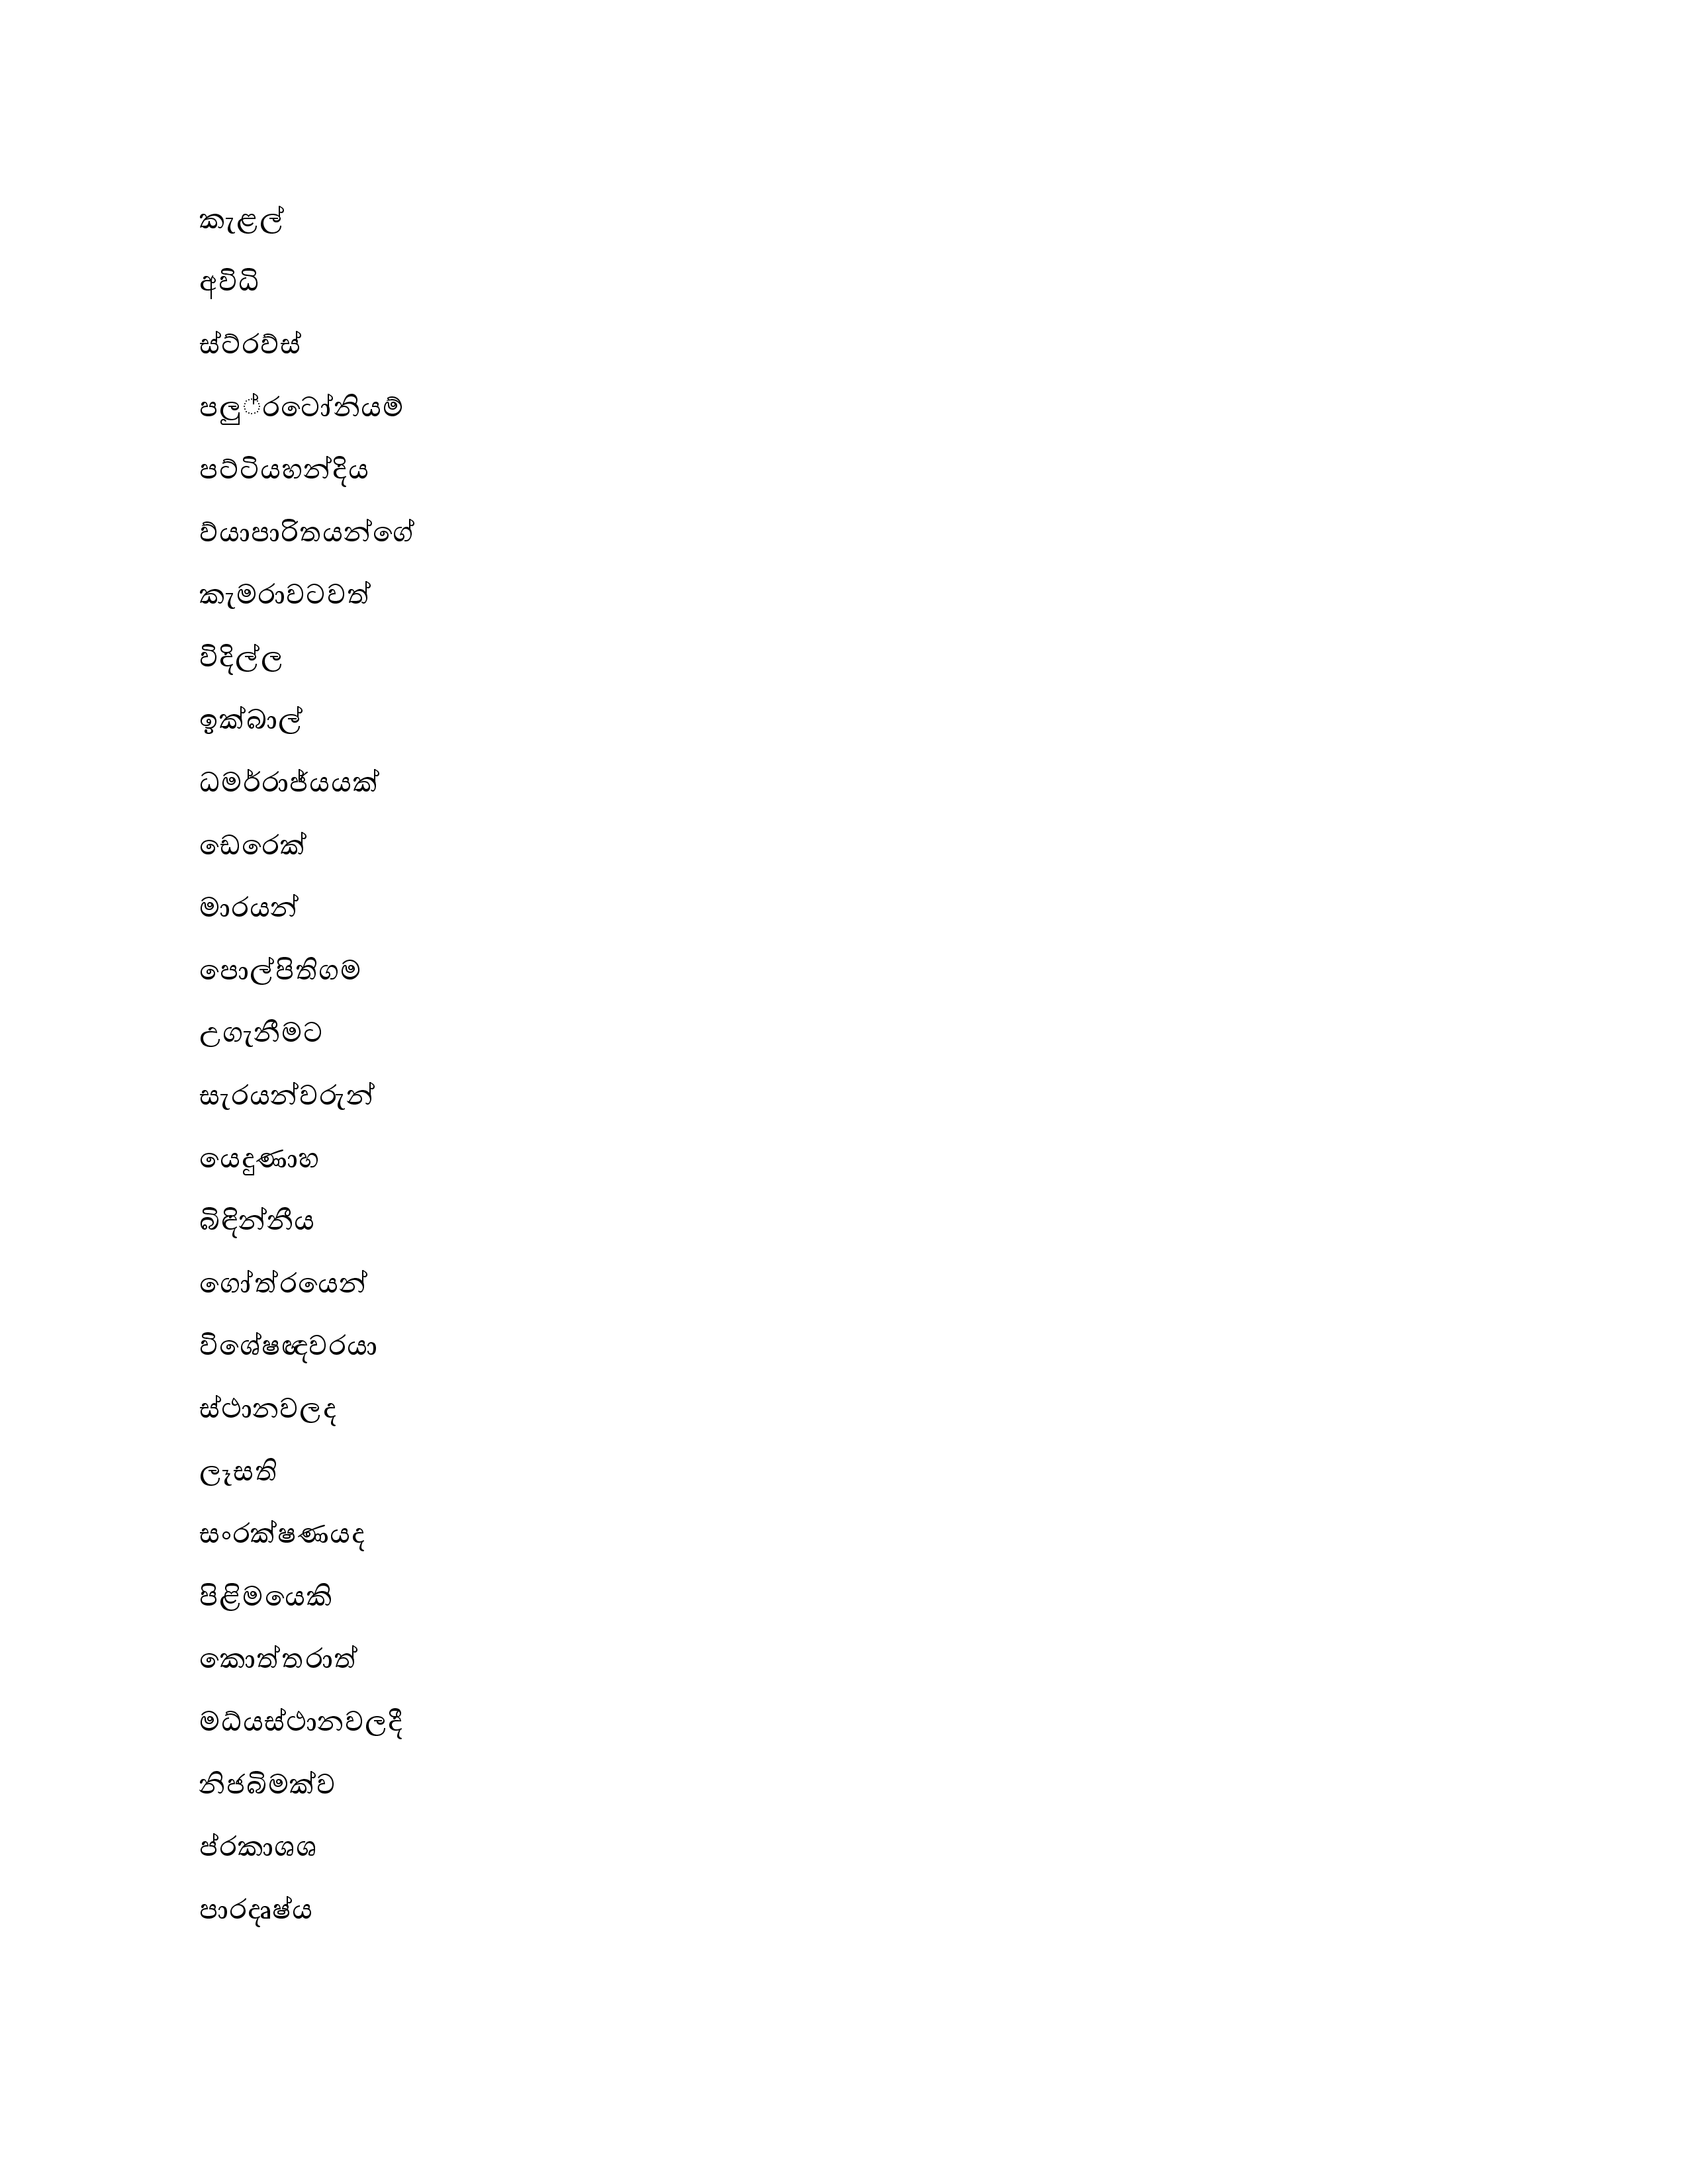 කැළල්
අවිධි
ස්ට්රව්ස්
පලු්රටෝනියම්
පට්ටියහන්දිය
ව්යාපාරිතයන්ගේ
කැමරාවටවත්
විදිල්ල
ඉක්බාල්
ධමර්රාජ්යයක්
ඩෙරෙක්
මාරයන්
පොල්පිතිගම
උගැනීමට
සැරයන්වරුන්
යෙදුණාහ
බිඳින්නීය
ගෝත්රයෙන්
විශේෂඥවරයා
ස්ථානවලද
ලෑසති
සංරක්ෂණයද
පිළිමයෙකි
කොත්තරාත්
මධ්යස්ථානවලදී
නිජබිමක්ව
ප්රකාශශ
පාරදෘෂ්ය